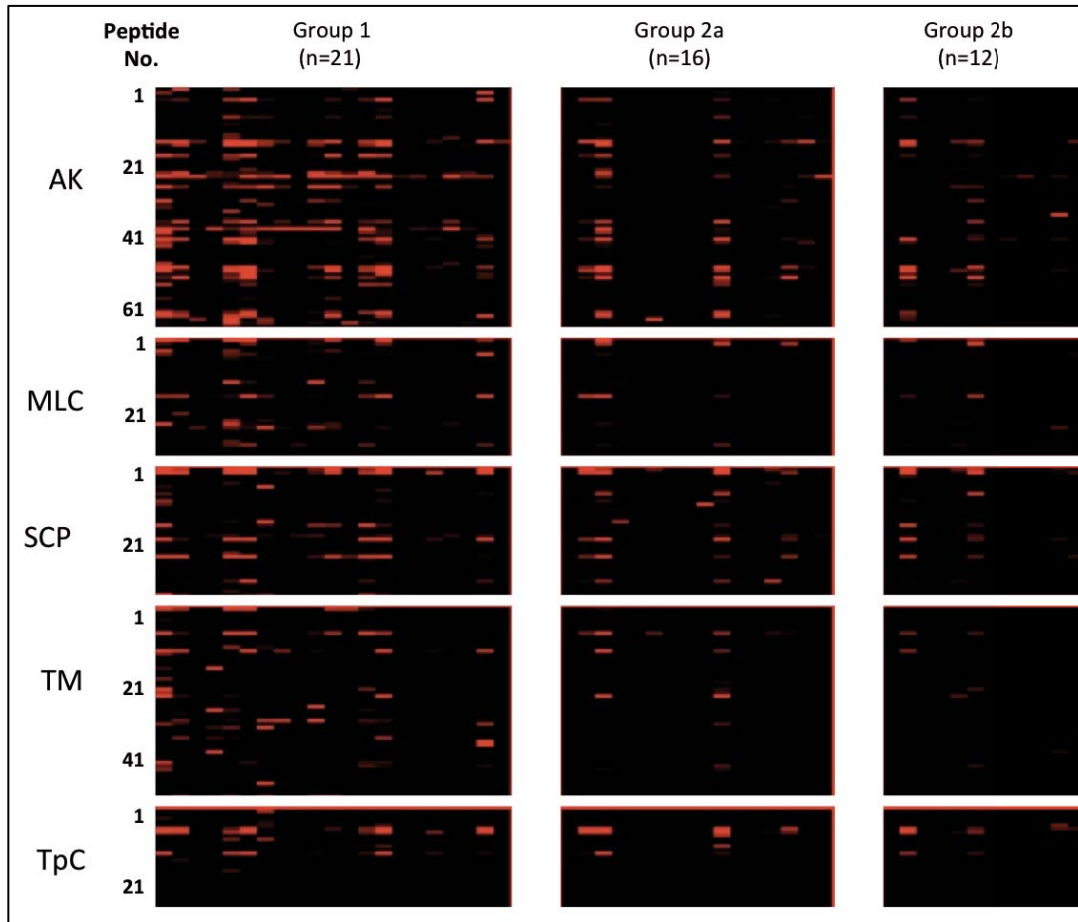 Peptide No. Group 1 (n=21) Group 2a (n=16) Group 2b (n=12)
AK
1
21
41
61
MLC
1
21
SCP
1
21
TM
1
21
41
TpC
1
21